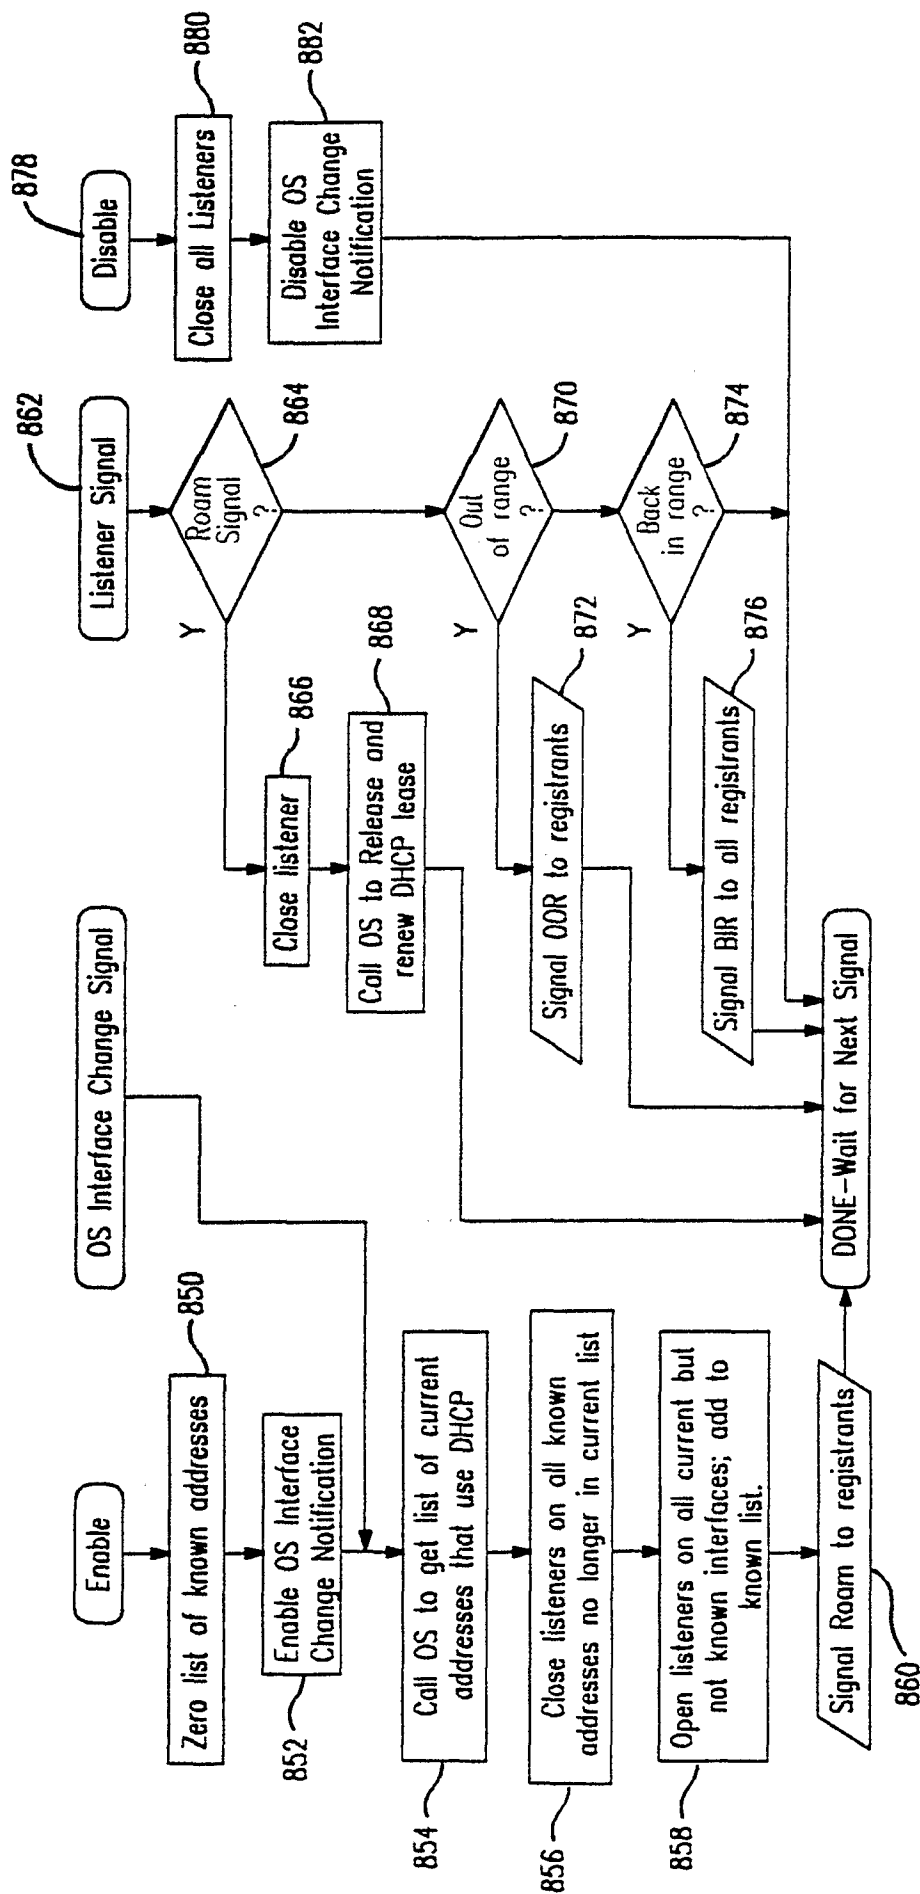 Enable
Zero list of known addresses
850
Enable OS Interface
Change Notification
852
Call OS to get list of current
addresses that use DHCP
854
Close listeners on all known
addresses no longer in current list
856
Open listeners on all current but
not known interfaces; add to
known list.
858
Signal Roam to registrants
860
OS Interface Change Signal
Listener Signal
862
Roam
Signal
?
864
Y
Close listener
866
Call OS to Release and
renew DHCP lease
868
Out
of range
?
870
Y
Signal OOR to registrants
872
Back
in range
?
874
Y
Signal BIR to all registrants
876
Disable
878
Close all Listeners
880
Disable OS
Interface Change
Notification
882
DONE-Wait for Next Signal